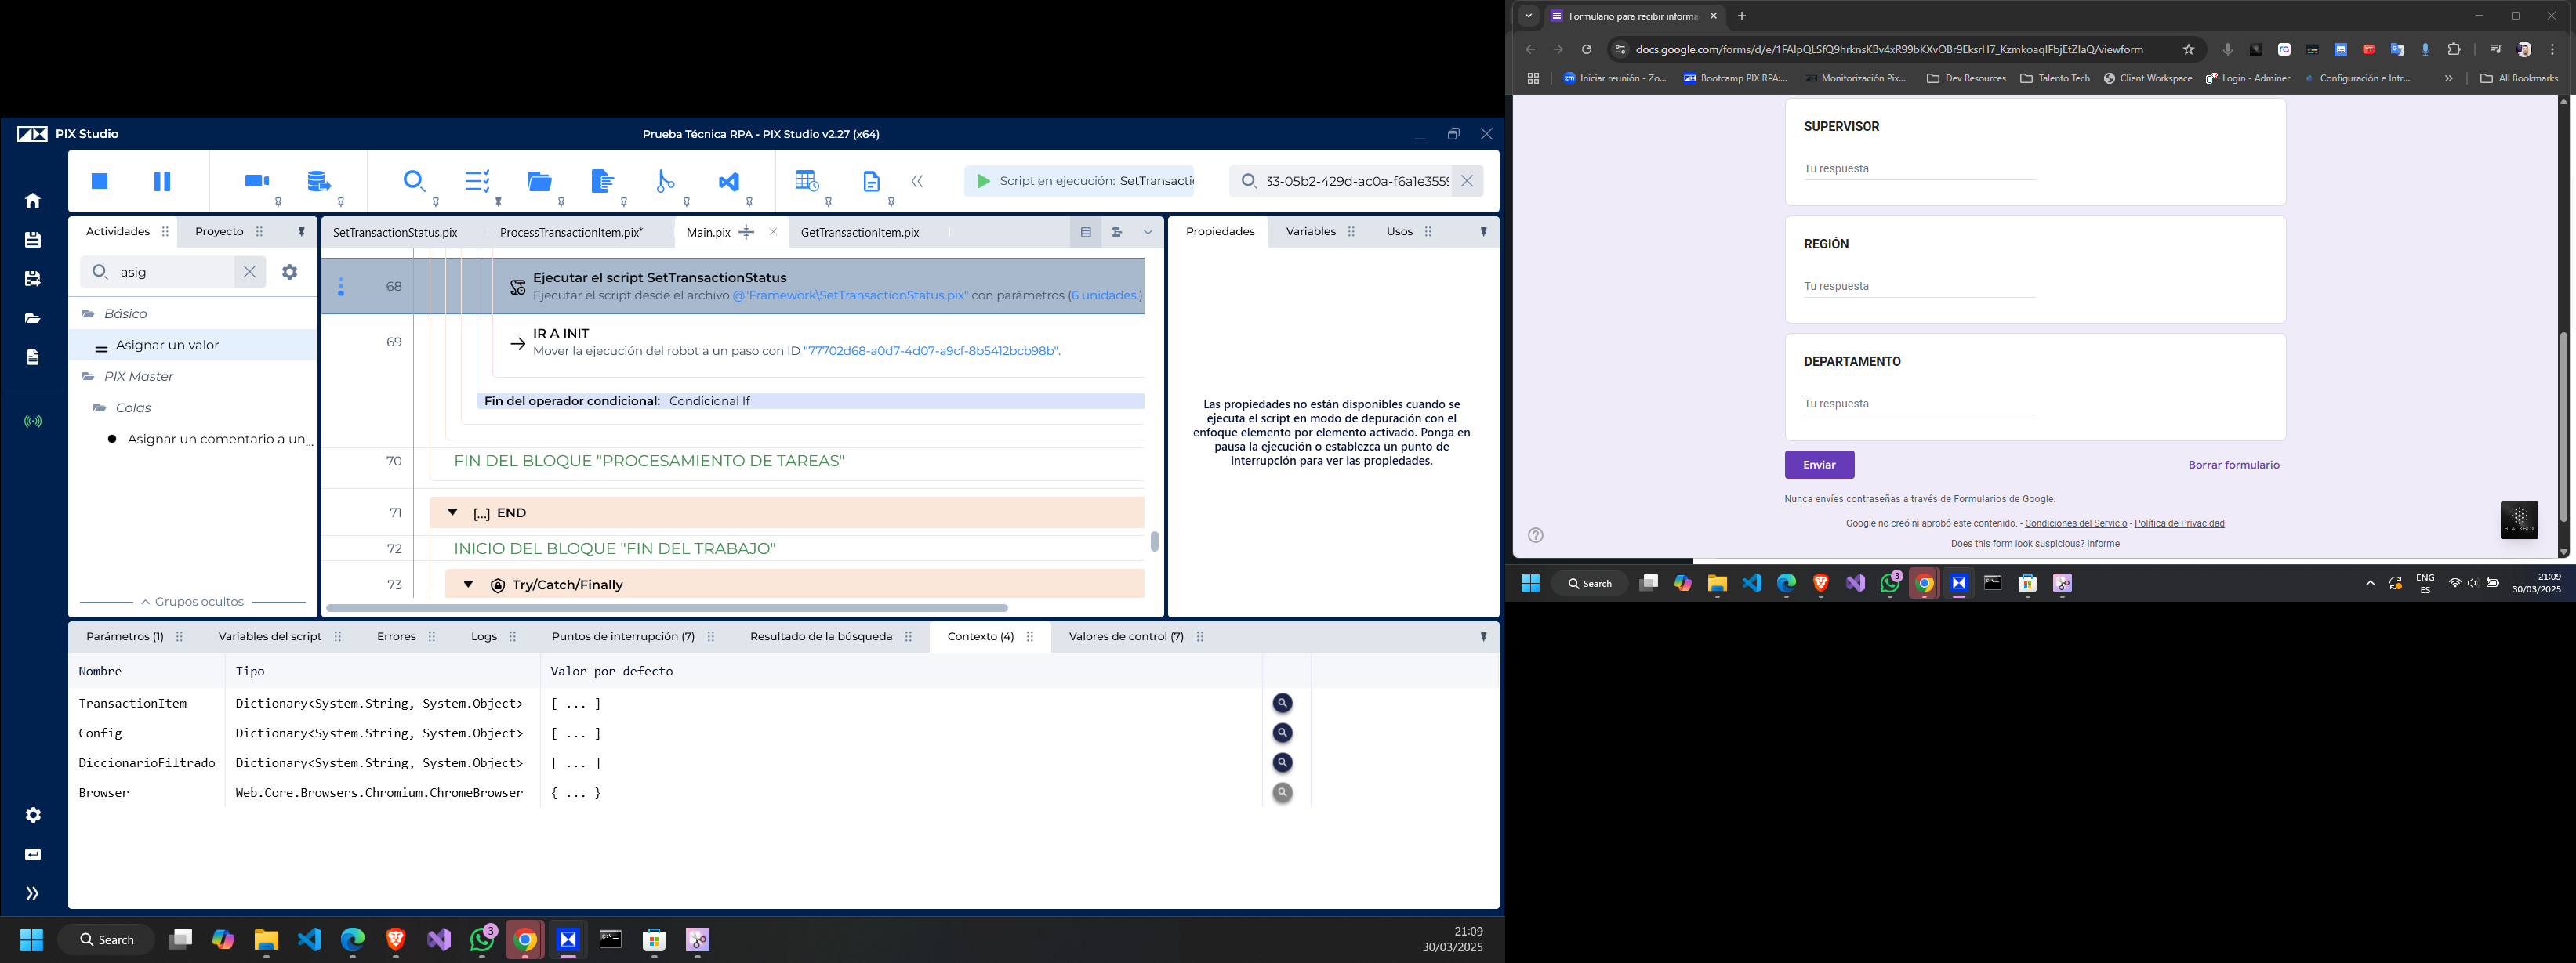 PIX Studio
Prueba Técnica RPA - PIX Studio v2.27 (x64)
Script en ejecución: SetTransacti
33-05b2-429d-ac0a-f6a1e355
Actividades
Proyecto
asig
Básico
Asignar un valor
PIX Master
Colas
Asignar un comentario a un...
Grupos ocultos
SetTransactionStatus.pix
ProcessTransactionItem.pix*
Main.pix
GetTransactionItem.pix
68
Ejecutar el script SetTransactionStatus
Ejecutar el script desde el archivo @"Framework\SetTransactionStatus.pix" con parámetros (6 unidades.)
69
IR A INIT
Mover la ejecución del robot a un paso con ID "77702d68-a0d7-4d07-a9cf-8b5412bcb98b".
Fin del operador condicional: Condicional If
70
FIN DEL BLOQUE "PROCESAMIENTO DE TAREAS"
71
[...] END
72
INICIO DEL BLOQUE "FIN DEL TRABAJO"
73
Try/Catch/Finally
Propiedades
Variables
Usos
Las propiedades no están disponibles cuando se
ejecuta el script en modo de depuración con el
enfoque elemento por elemento activado. Ponga en
pausa la ejecución o establezca un punto de
interrupción para ver las propiedades.
Parámetros (1)
Variables del script
Errores
Logs
Puntos de interrupción (7)
Resultado de la búsqueda
Contexto (4)
Valores de control (7)
Nombre Tipo Valor por defecto
TransactionItem Dictionary<System.String, System.Object> [ ... ]
Config Dictionary<System.String, System.Object> [ ... ]
DiccionarioFiltrado Dictionary<System.String, System.Object> [ ... ]
Browser Web.Core.Browsers.Chromium.ChromeBrowser { ... }
Search
3
21:09
30/03/2025
Formulario para recibir informa
docs.google.com/forms/d/e/1FAIpQLSfQ9hrknsKBv4xR99bKXvOBr9EksrH7_KzmkoaqIFbjEtZIaQ/viewform
Iniciar reunión - Zo...
Bootcamp PIX RPA:...
Monitorización Pix...
Dev Resources
Talento Tech
Client Workspace
Login - Adminer
Configuración e Intr...
All Bookmarks
SUPERVISOR
Tu respuesta
REGIÓN
Tu respuesta
DEPARTAMENTO
Tu respuesta
Enviar
Borrar formulario
Nunca envíes contraseñas a través de Formularios de Google.
Google no creó ni aprobó este contenido. - Condiciones del Servicio - Política de Privacidad
Does this form look suspicious? Informe
Search
3
ENG
ES
21:09
30/03/2025